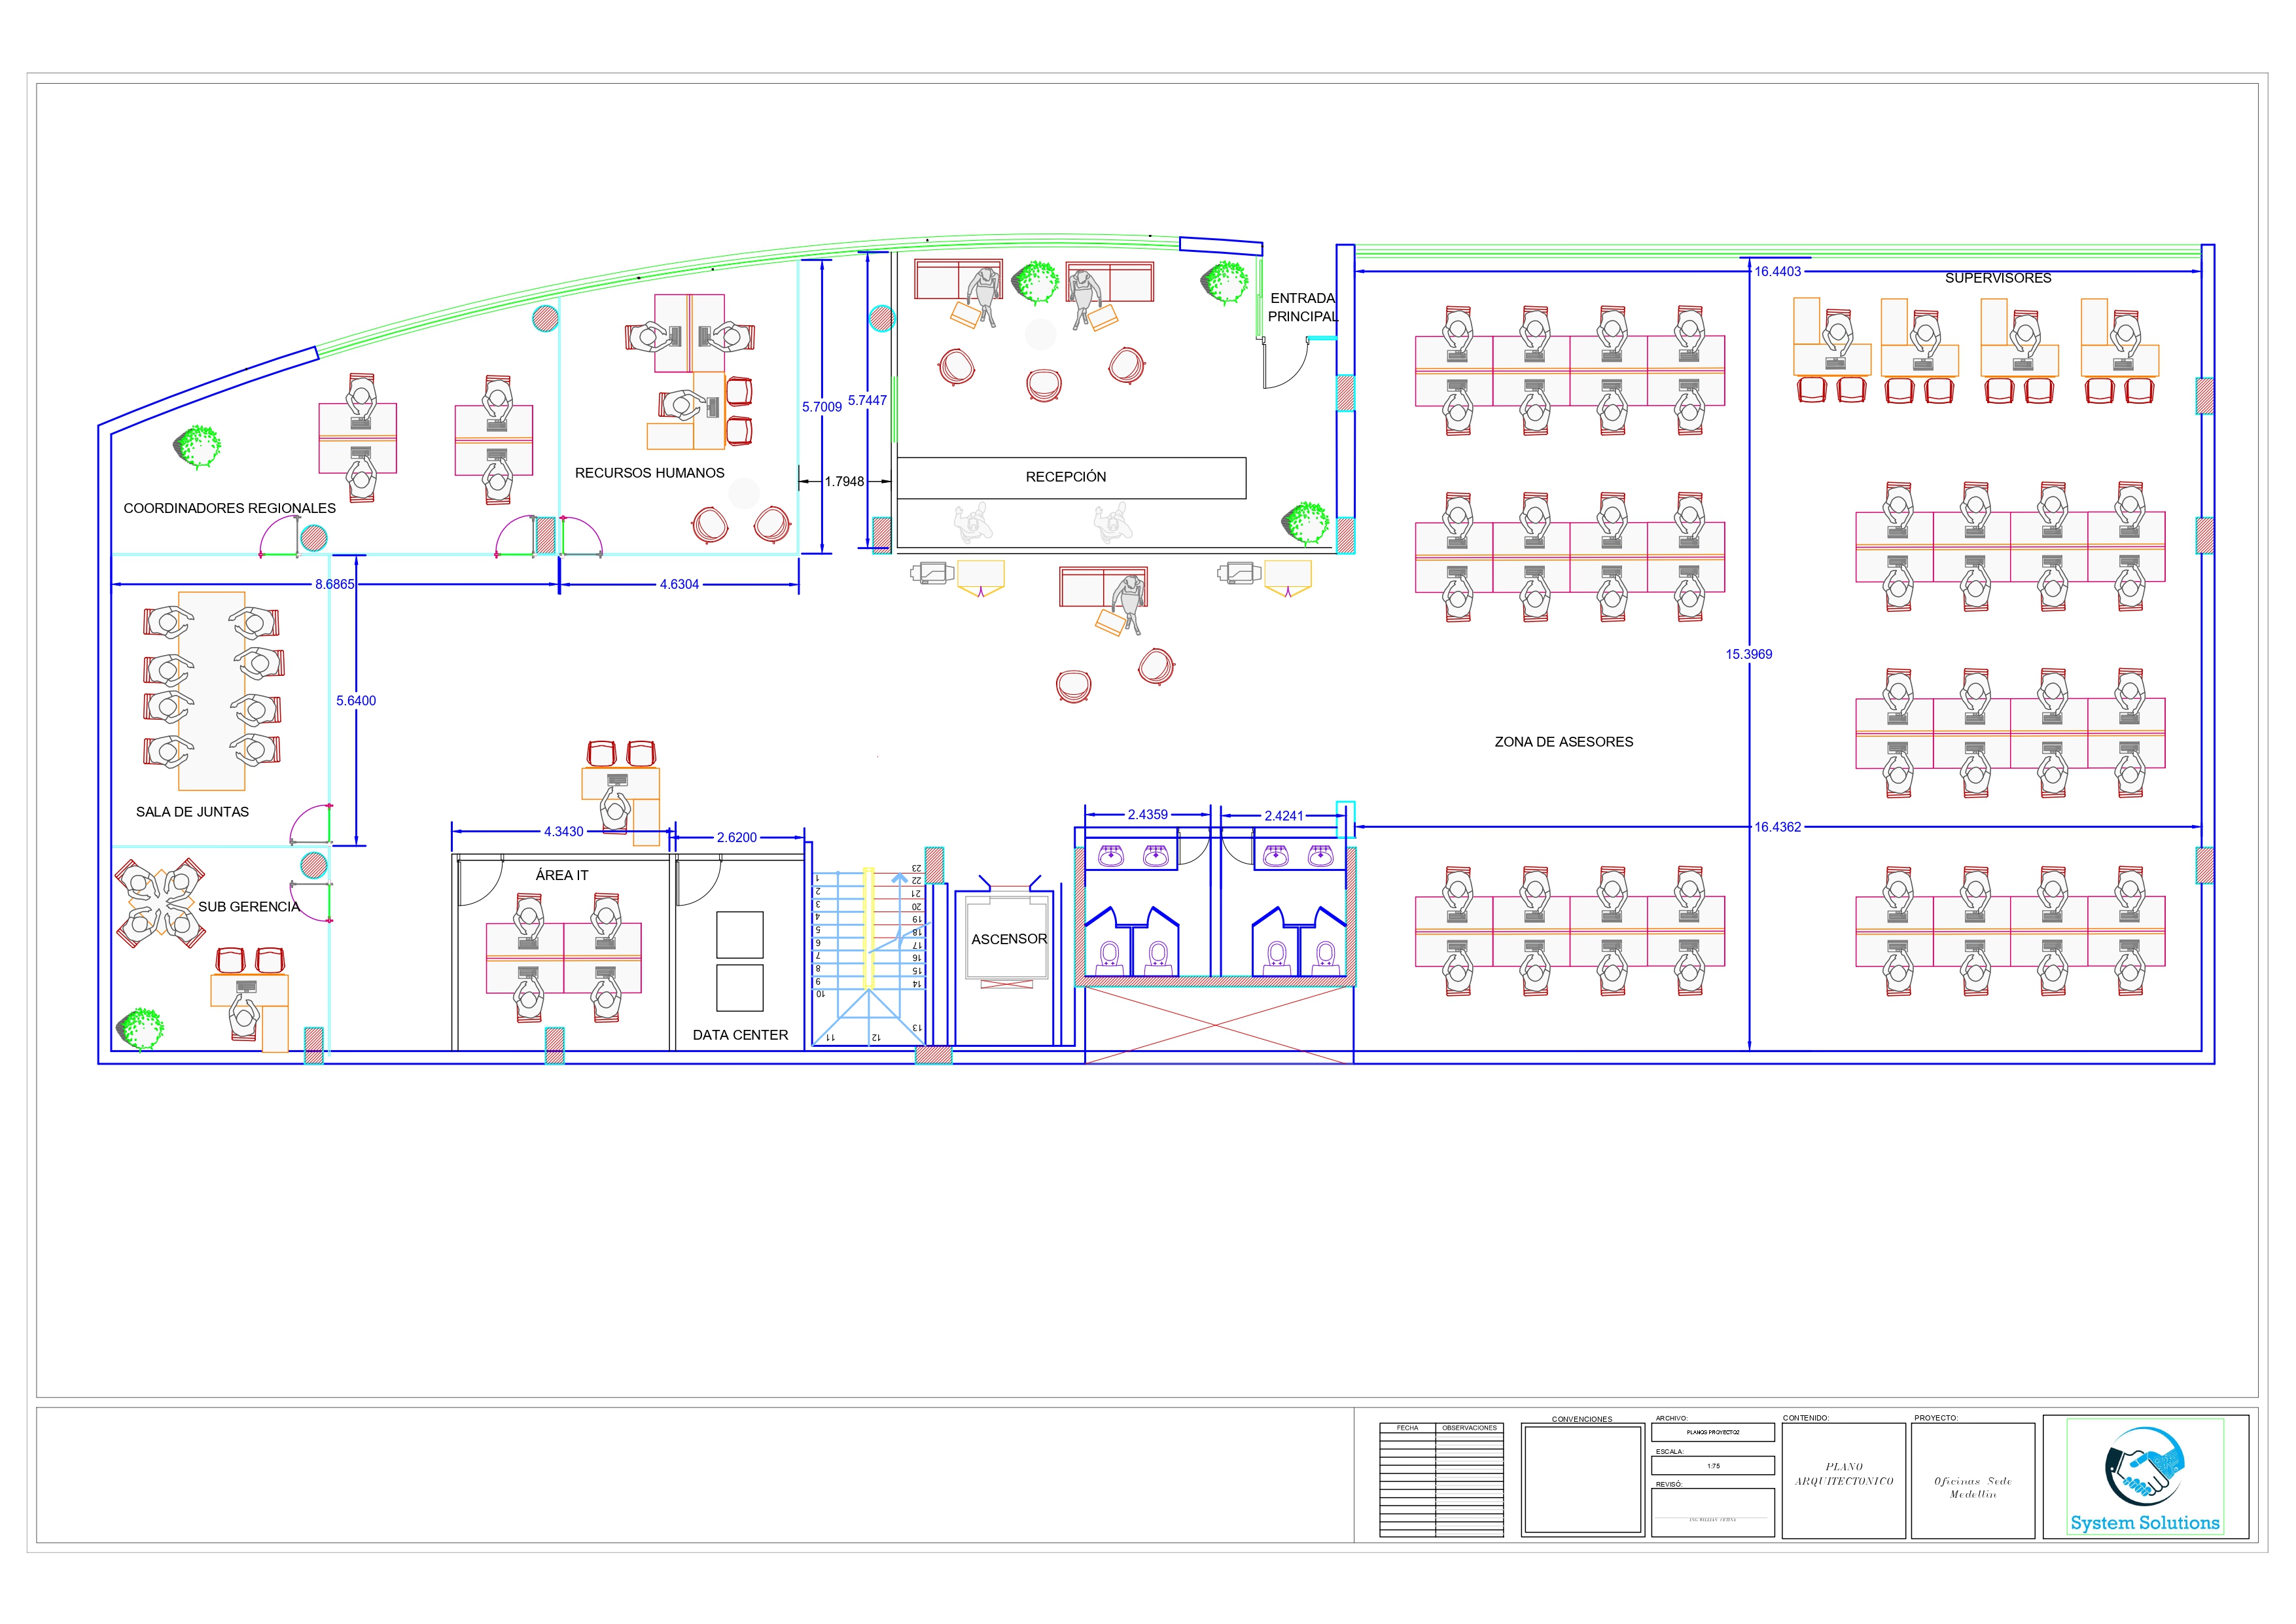 16.4403
SUPERVISORES
ENTRADA
PRINCIPAL
5.7009
5.7447
RECURSOS HUMANOS
1.7948
RECEPCIÓN
COORDINADORES REGIONALES
8.6865
4.6304
15.3969
5.6400
ZONA DE ASESORES
SALA DE JUNTAS
2.4359
2.4241
16.4362
4.3430
2.6200
ÁREA IT
SUB GERENCIA
ASCENSOR
DATA CENTER
1
2
3
4
5
6
7
8
9
10
11
12
13
14
15
16
17
18
19
20
21
22
23
FECHA
OBSERVACIONES
CONVENCIONES
ARCHIVO:
PLANOS PROYECTO2
ESCALA:
1:75
REVISÓ:
CONTENIDO:
PLANO
ARQUITECTONICO
PROYECTO:
Oficinas Sede
Medellin
System Solutions